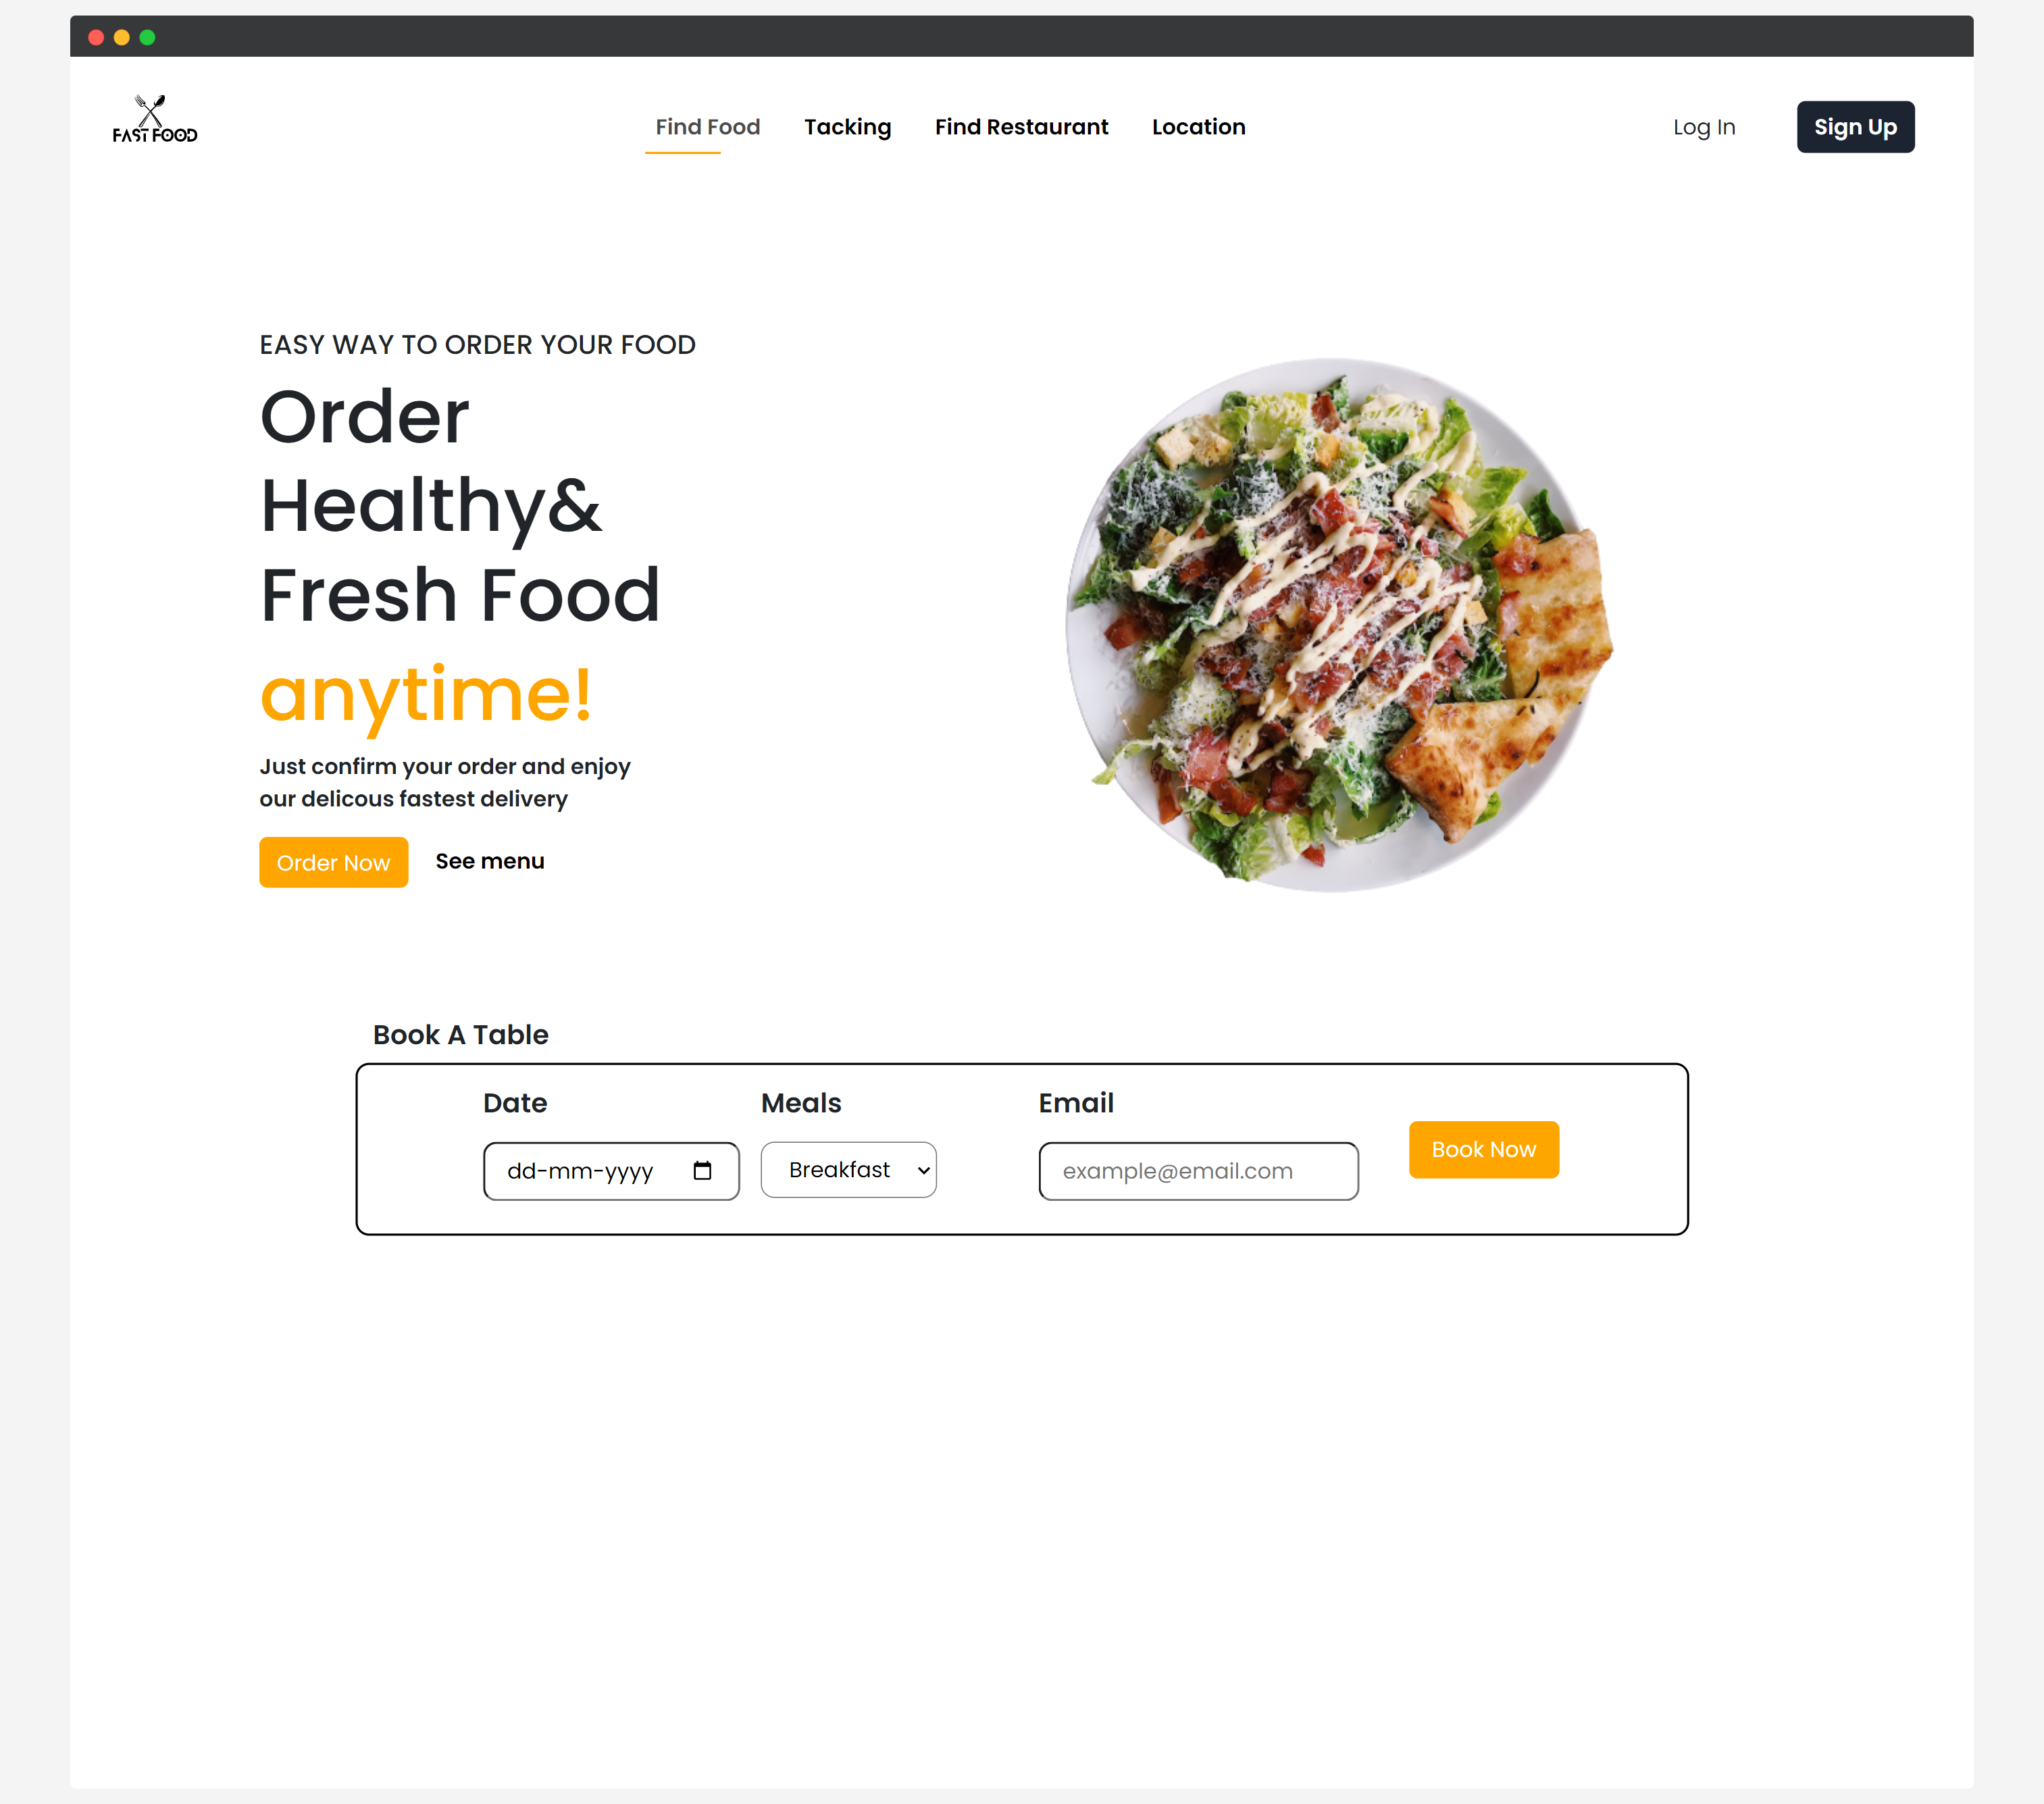 FAST FOOD
Find Food
Tacking
Find Restaurant
Location
Log In
Sign Up
EASY WAY TO ORDER YOUR FOOD
Order
Healthy&
Fresh Food
anytime!
Just confirm your order and enjoy
our delicous fastest delivery
Order Now
See menu
Book A Table
Date
Meals
Email
dd-mm-yyyy
Breakfast
example@email.com
Book Now